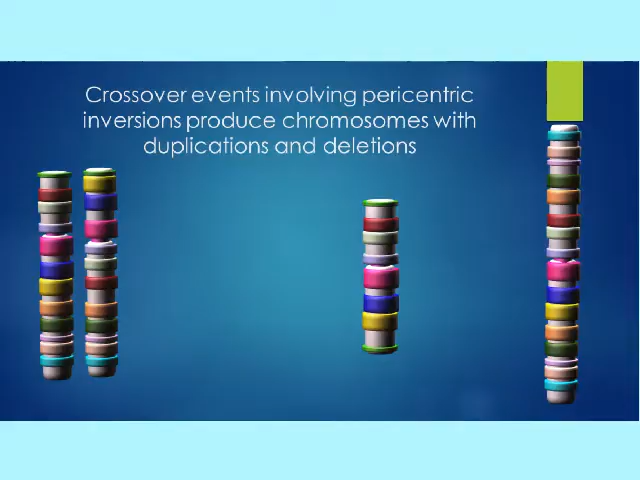 Crossover events involving pericentric
inversions produce chromosomes with
duplications and deletions